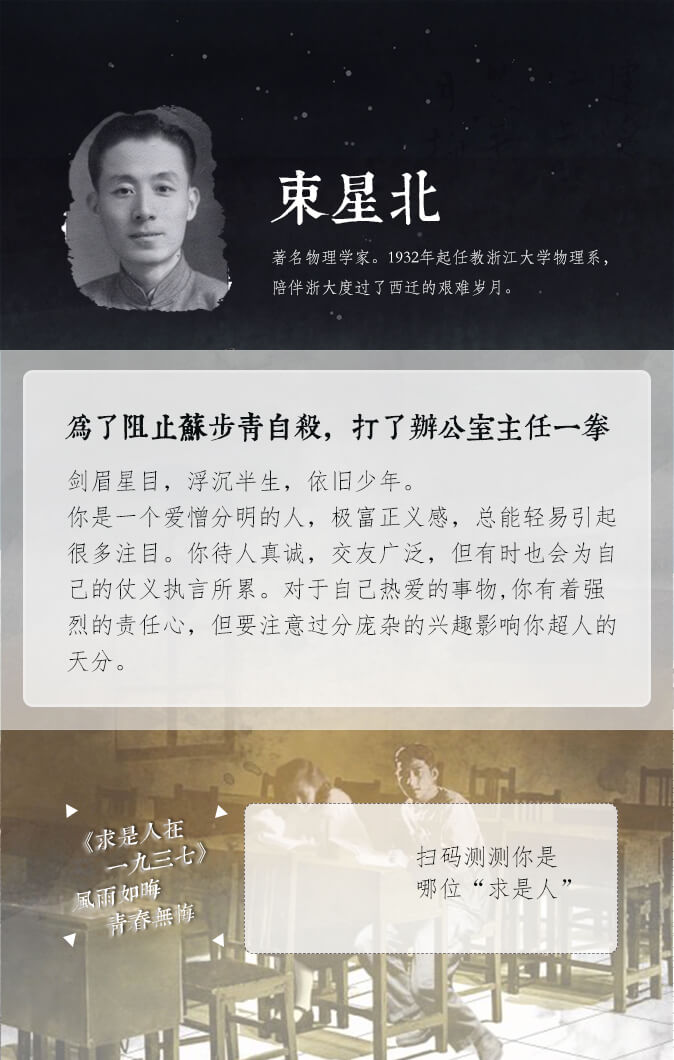 束星北
著名物理学家。1932年起任教浙江大学物理系，
陪伴浙大度过了西迁的艰难岁月。
爲了阻止蘇步青自殺，打了辦公室主任一拳
剑眉星目，浮沉半生，依旧少年。
你是一个爱憎分明的人，极富正义感，总能轻易引起
很多注目。你待人真诚，交友广泛，但有时也会为自
己的仗义执言所累。对于自己热爱的事物,你有着强
烈的责任心，但要注意过分庞杂的兴趣影响你超人的
天分。
《求是人在
一九三七》
風雨如晦
青春無悔
扫码测测你是
哪位“求是人”